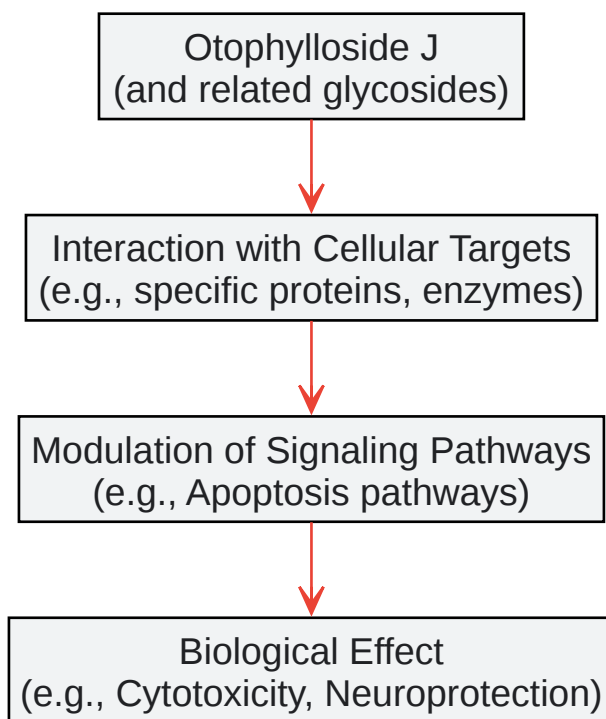 Otophylloside J
(and related glycosides)
Interaction with Cellular Targets
(e.g., specific proteins, enzymes)
Modulation of Signaling Pathways
(e.g., Apoptosis pathways)
Biological Effect
(e.g., Cytotoxicity, Neuroprotection)